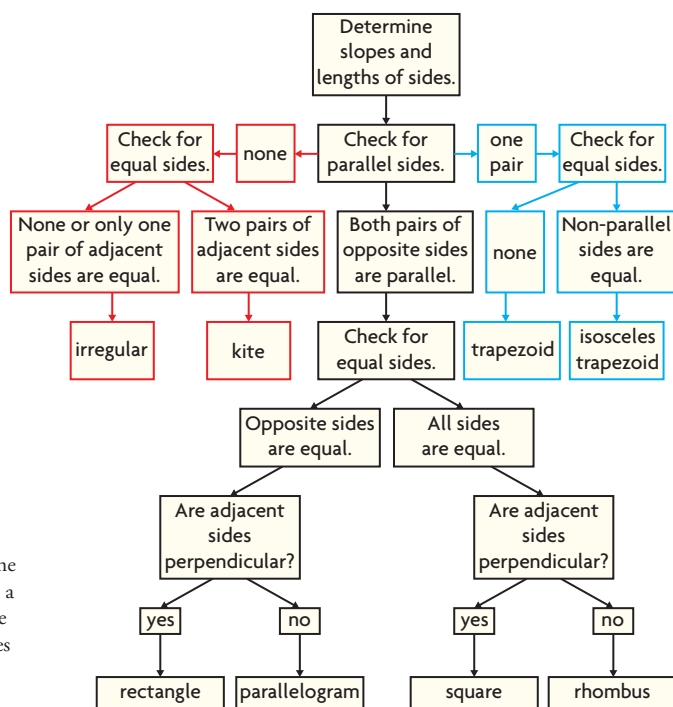 Determine
slopes and
lengths of sides.
Check for
equal sides.
none
Check for
parallel sides.
one
pair
Check for
equal sides.
None or only one
pair of adjacent
sides are equal.
Two pairs of
adjacent sides
are equal.
Both pairs of
opposite sides
are parallel.
none
Non-parallel
sides are
equal.
irregular
kite
Check for
equal sides.
trapezoid
isosceles
trapezoid
Opposite sides
are equal.
All sides
are equal.
Are adjacent
sides
perpendicular?
Are adjacent
sides
perpendicular?
a
yes
no
yes
no
rectangle
parallelogram
square
rhombus